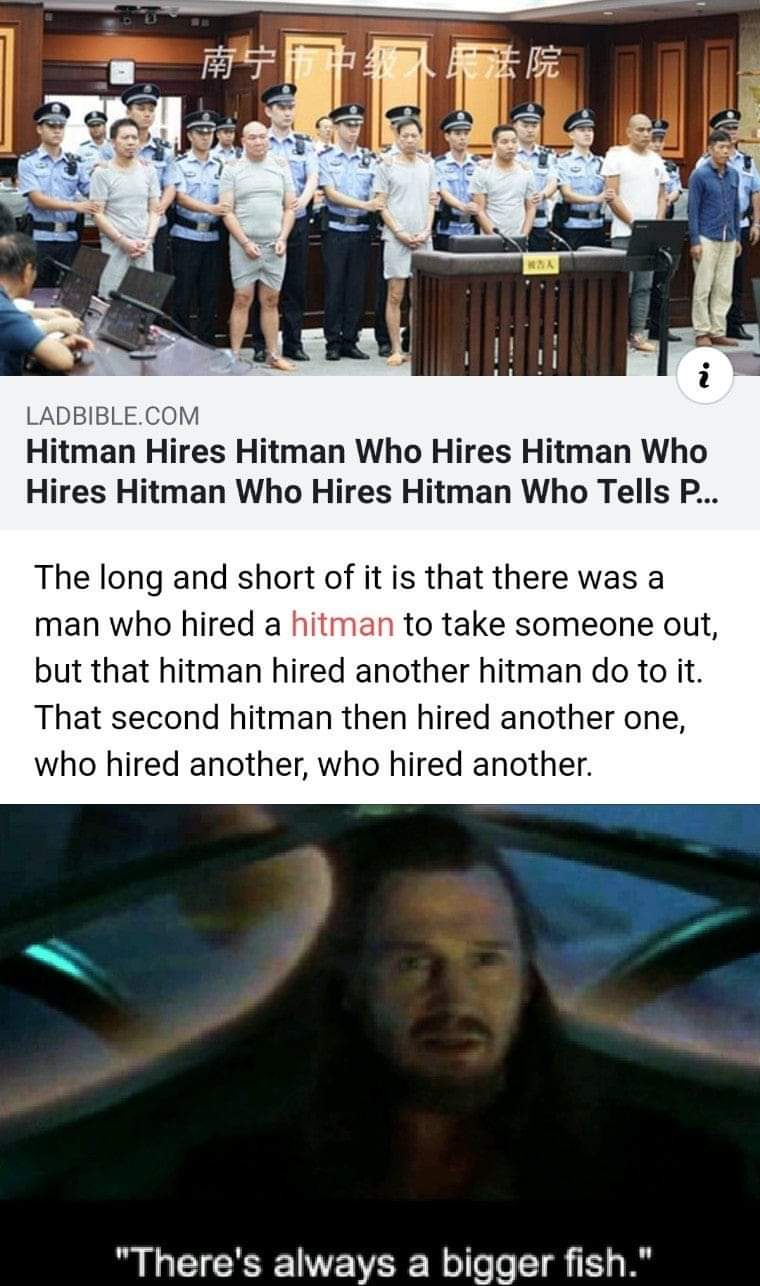 南宁市中级人民法院
被告人
i
LADBIBLE.COM
Hitman Hires Hitman Who Hires Hitman Who
Hires Hitman Who Hires Hitman Who Tells P...
The long and short of it is that there was a
man who hired a hitman to take someone out,
but that hitman hired another hitman do to it.
That second hitman then hired another one,
who hired another, who hired another.
"There's always a bigger fish."